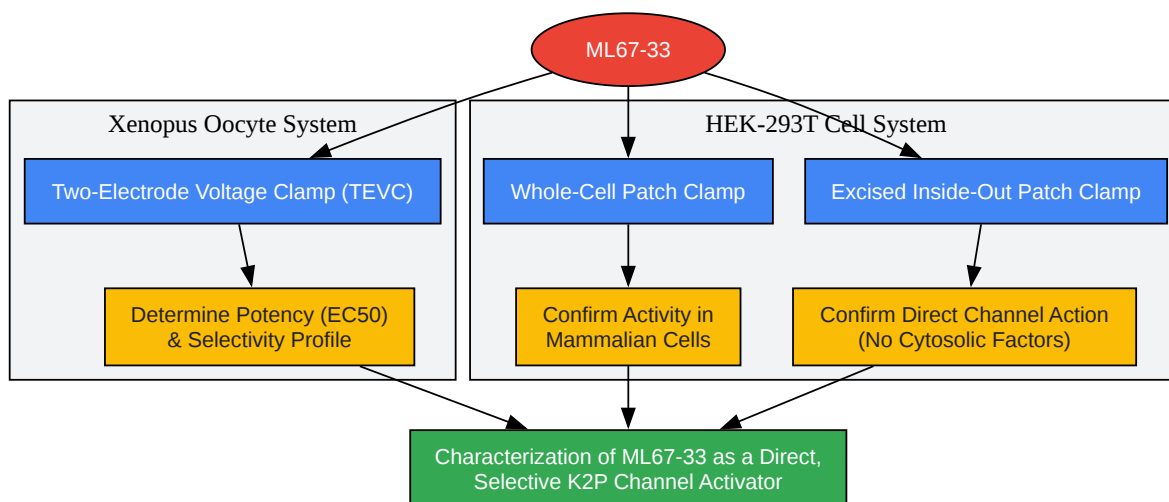 ML67-33
Xenopus Oocyte System
HEK-293T Cell System
Two-Electrode Voltage Clamp (TEVC)
Whole-Cell Patch Clamp
Excised Inside-Out Patch Clamp
Determine Potency (EC50)
& Selectivity Profile
Confirm Activity in
Mammalian Cells
Confirm Direct Channel Action
(No Cytosolic Factors)
Characterization of ML67-33 as a Direct,
Selective K2P Channel Activator